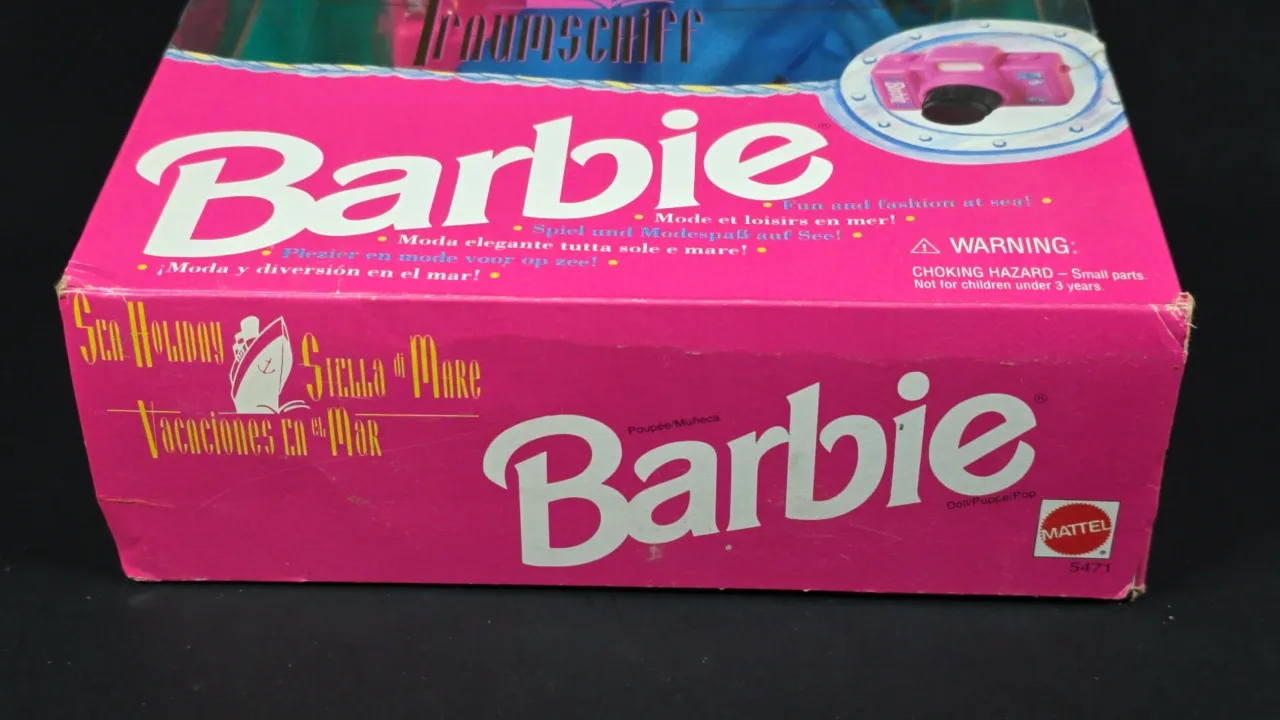 Traumschiff
Barbie
Barbie®
Fun and fashion at sea! •
• Mode et loisirs en mer! •
• Spiel und Modespaß auf See! •
• Moda elegante tutta sole e mare! •
• Plezier en mode voor op zee! •
• ¡Moda y diversión en el mar! •
⚠ WARNING:
CHOKING HAZARD – Small parts.
Not for children under 3 years.
Sea Holiday
Stella di Mare
Vacaciones en el Mar
Poupée/Muñeca
Barbie®
Doll/Puppe/Pop
MATTEL
5471